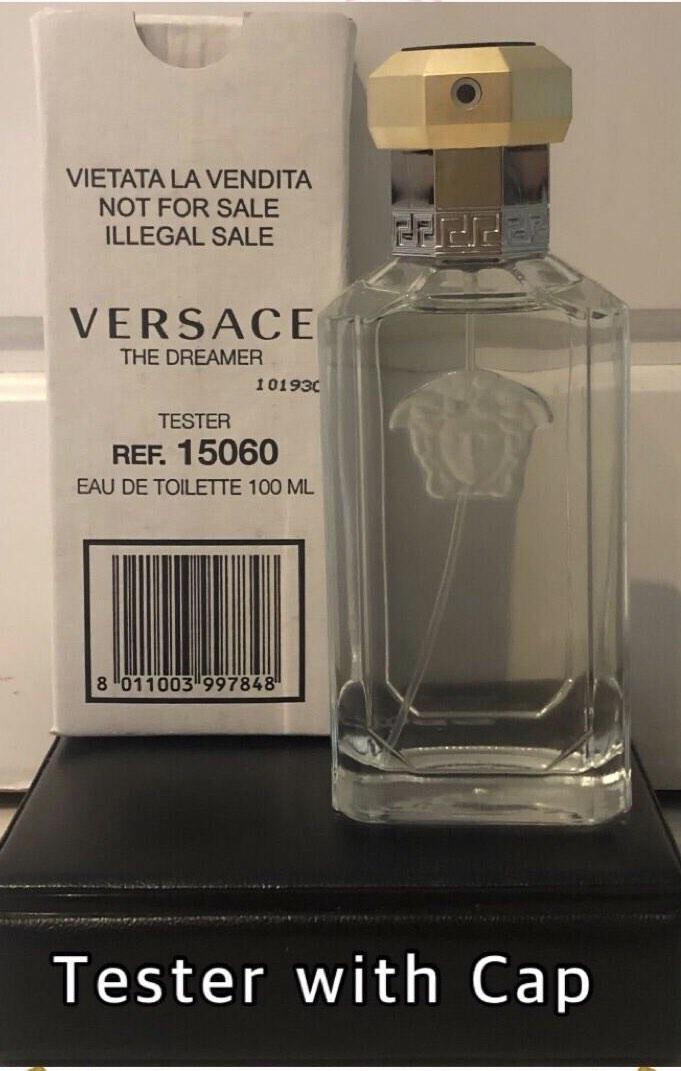 VIETATA LA VENDITA
NOT FOR SALE
ILLEGAL SALE
VERSACE
THE DREAMER
10193
TESTER
REF. 15060
EAU DE TOILETTE 100 ML
8 011003 997848
Tester with Cap